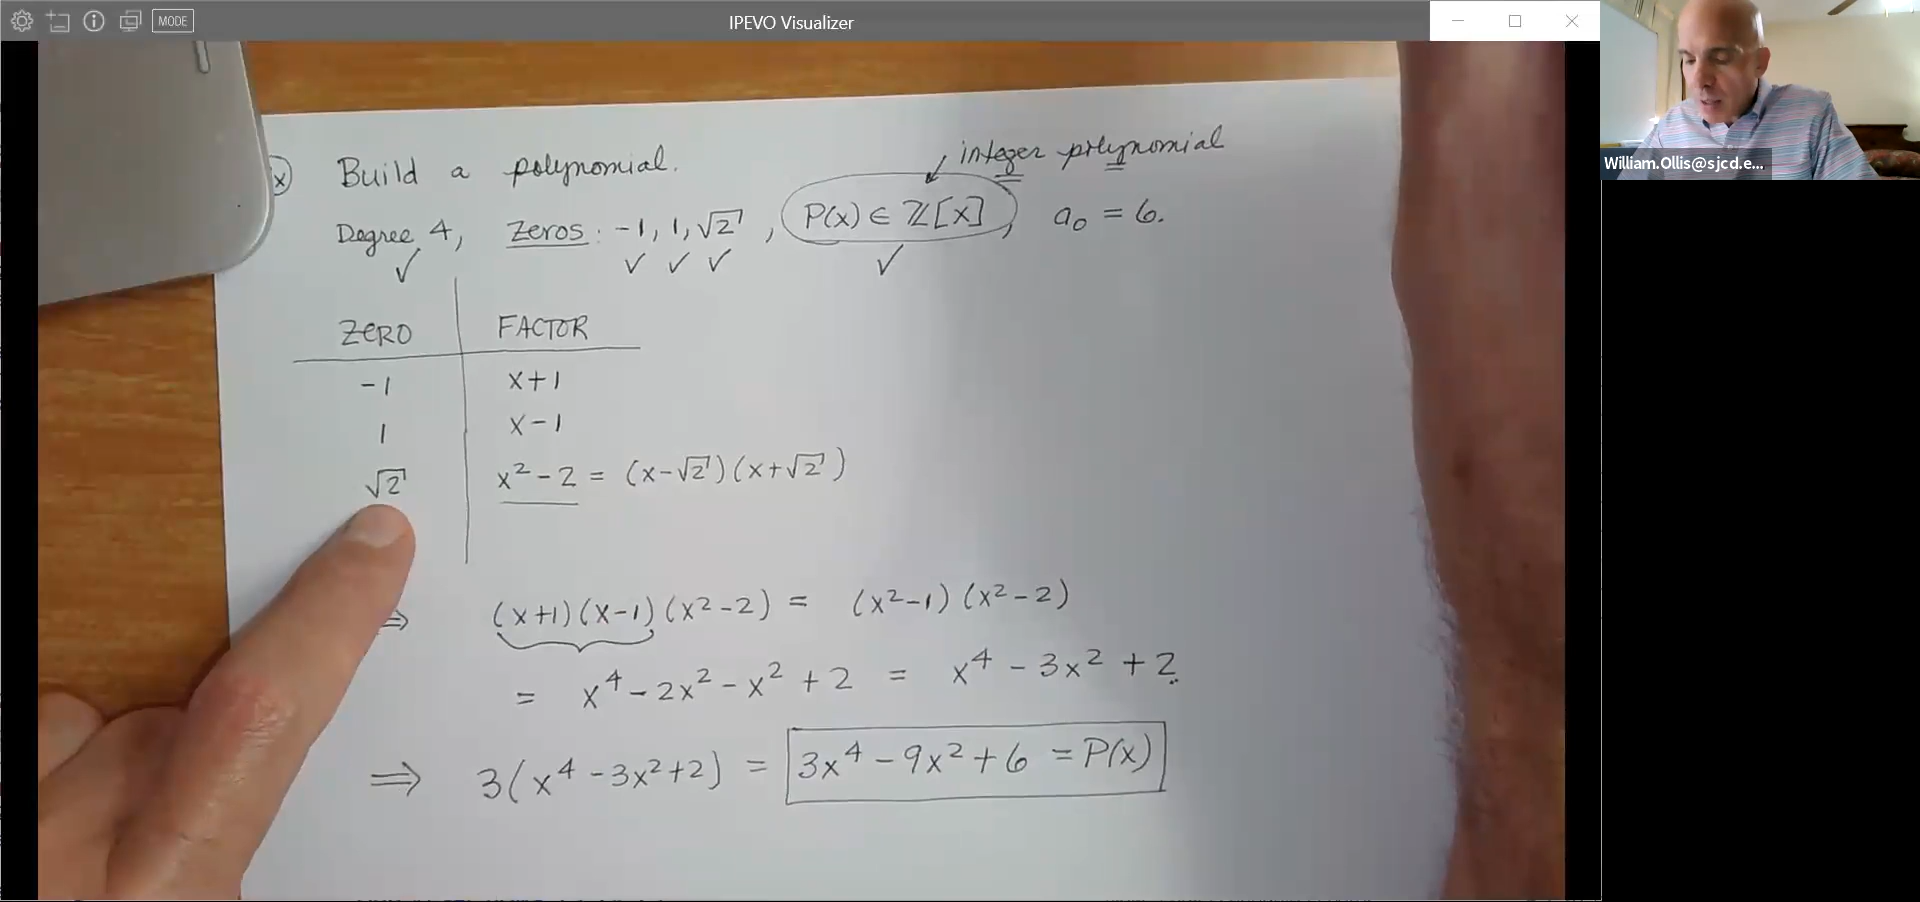 MODE
IPEVO Visualizer
William.Ollis@sjcd.e...
x) Build a polynomial.
integer polynomial
Degree 4, Zeros: -1, 1, √2, P(x) ∈ ℤ[x], a₀ = 6.
✓ ✓ ✓ ✓ ✓
ZERO FACTOR
-1 x+1
1 x-1
√2 x² - 2 = (x-√2)(x+√2)
⇒ (x+1)(x-1)(x²-2) = (x²-1)(x²-2)
= x⁴ - 2x² - x² + 2 = x⁴ - 3x² + 2
⇒ 3(x⁴ - 3x² + 2) = 3x⁴ - 9x² + 6 = P(x)